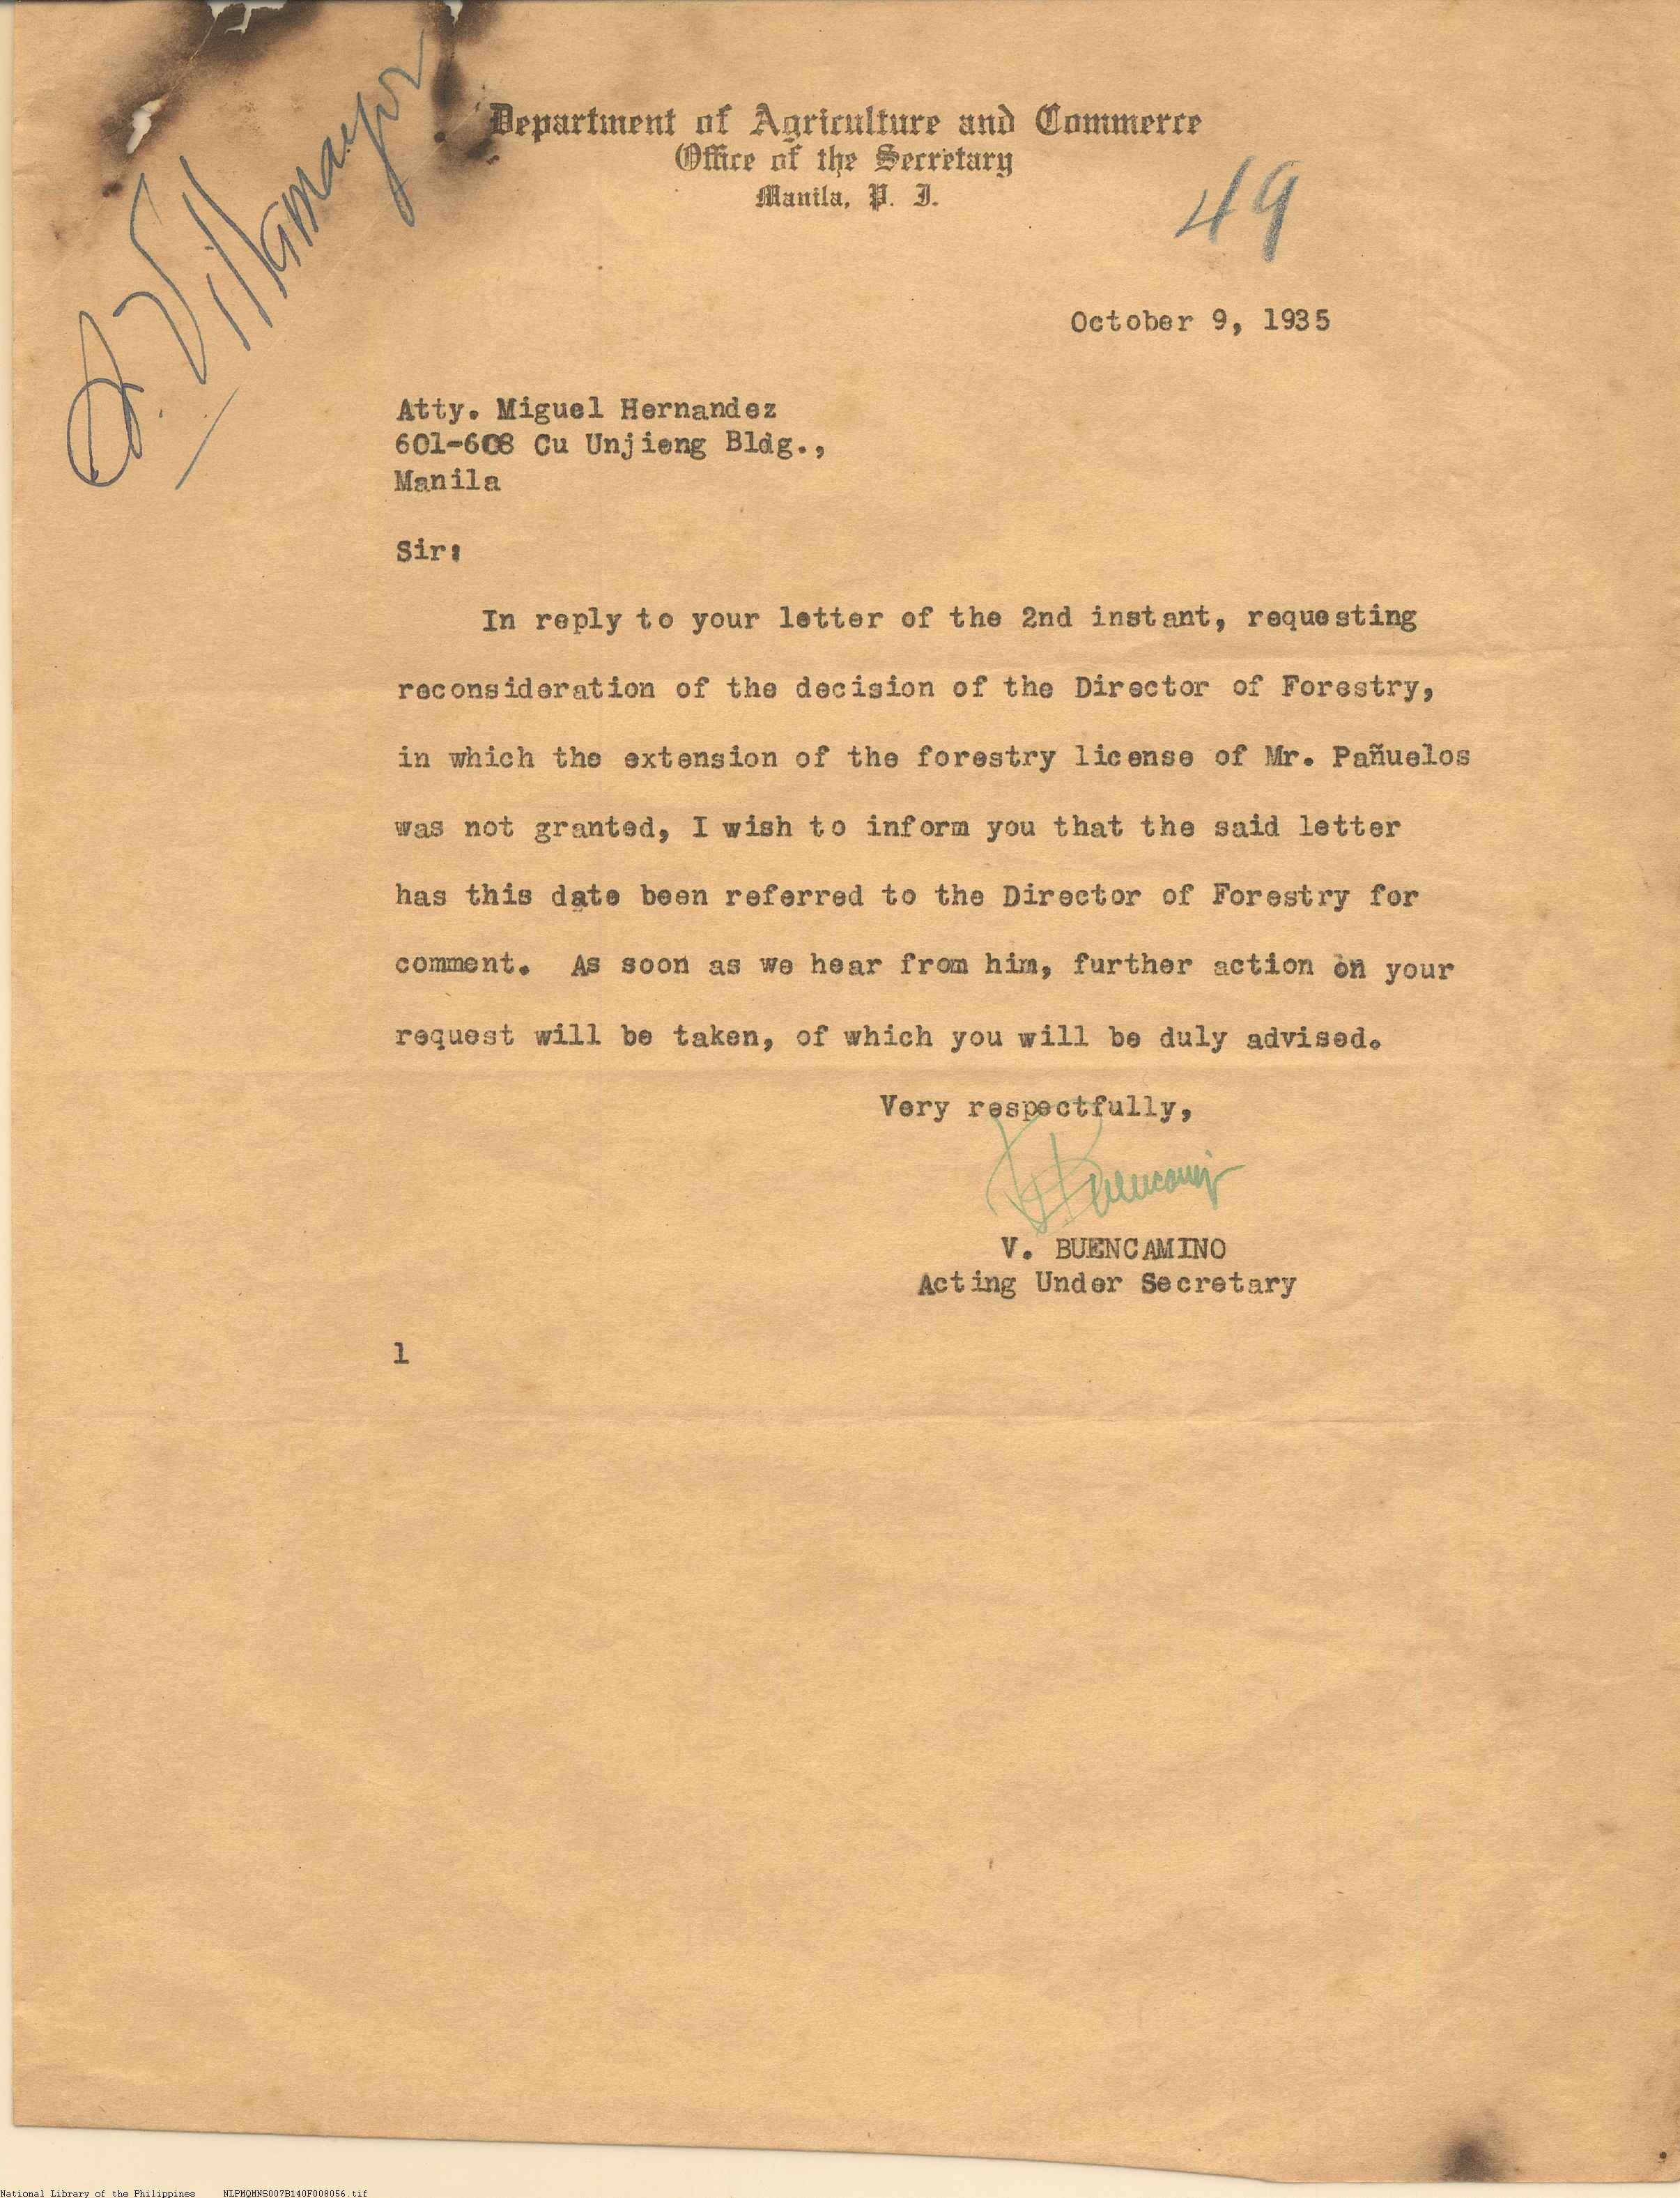 A. Villamayor
Department of Agriculture and Commerce
Office of the Secretary
Manila, P. I.
49
October 9, 1935
Atty. Miguel Hernandez
601-608 Cu Unjieng Bldg.,
Manila
Sir:
In reply to your letter of the 2nd instant, requesting
reconsideration of the decision of the Director of Forestry,
in which the extension of the forestry license of Mr. Pañuelos
was not granted, I wish to inform you that the said letter
has this date been referred to the Director of Forestry for
comment. As soon as we hear from him, further action on your
request will be taken, of which you will be duly advised.
Very respectfully,
V. BUENCAMINO
Acting Under Secretary
1
National Library of the Philippines NLPMQMNS007B140F008056.tif